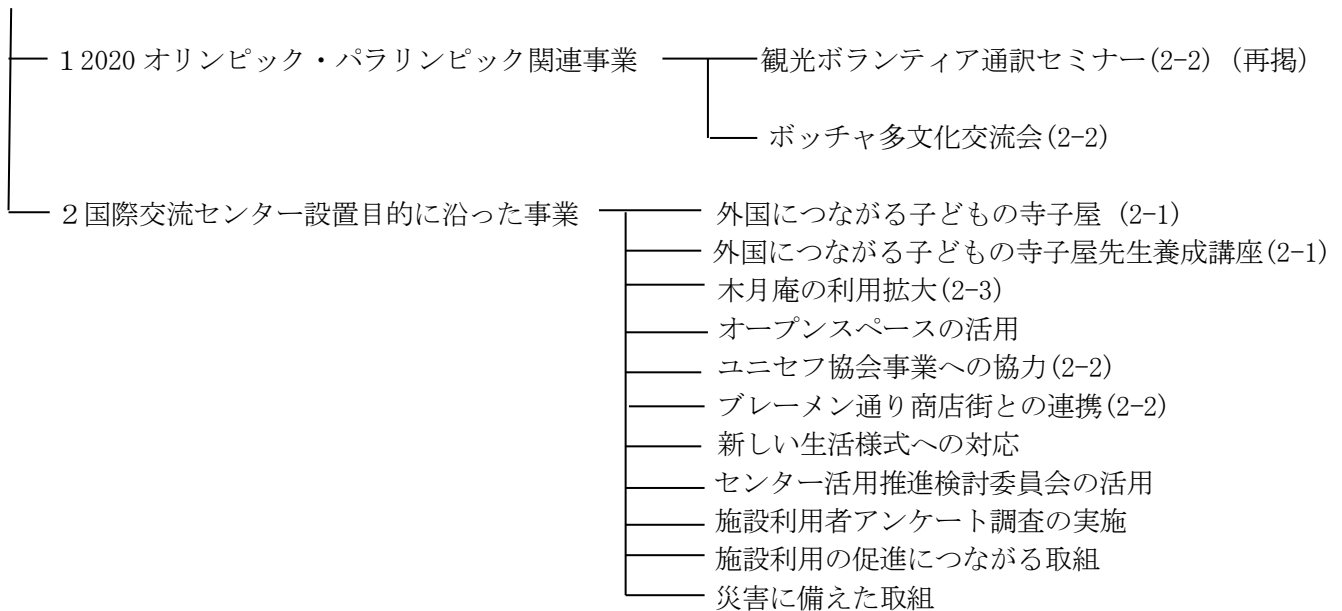 1 2020 オリンピック・パラリンピック関連事業
観光ボランティア通訳セミナー(2-2) (再掲)
ボッチャ多文化交流会(2-2)
2 国際交流センター設置目的に沿った事業
外国につながる子どもの寺子屋 (2-1)
外国につながる子どもの寺子屋先生養成講座(2-1)
木月庵の利用拡大(2-3)
オープンスペースの活用
ユニセフ協会事業への協力(2-2)
ブレーメン通り商店街との連携(2-2)
新しい生活様式への対応
センター活用推進検討委員会の活用
施設利用者アンケート調査の実施
施設利用の促進につながる取組
災害に備えた取組